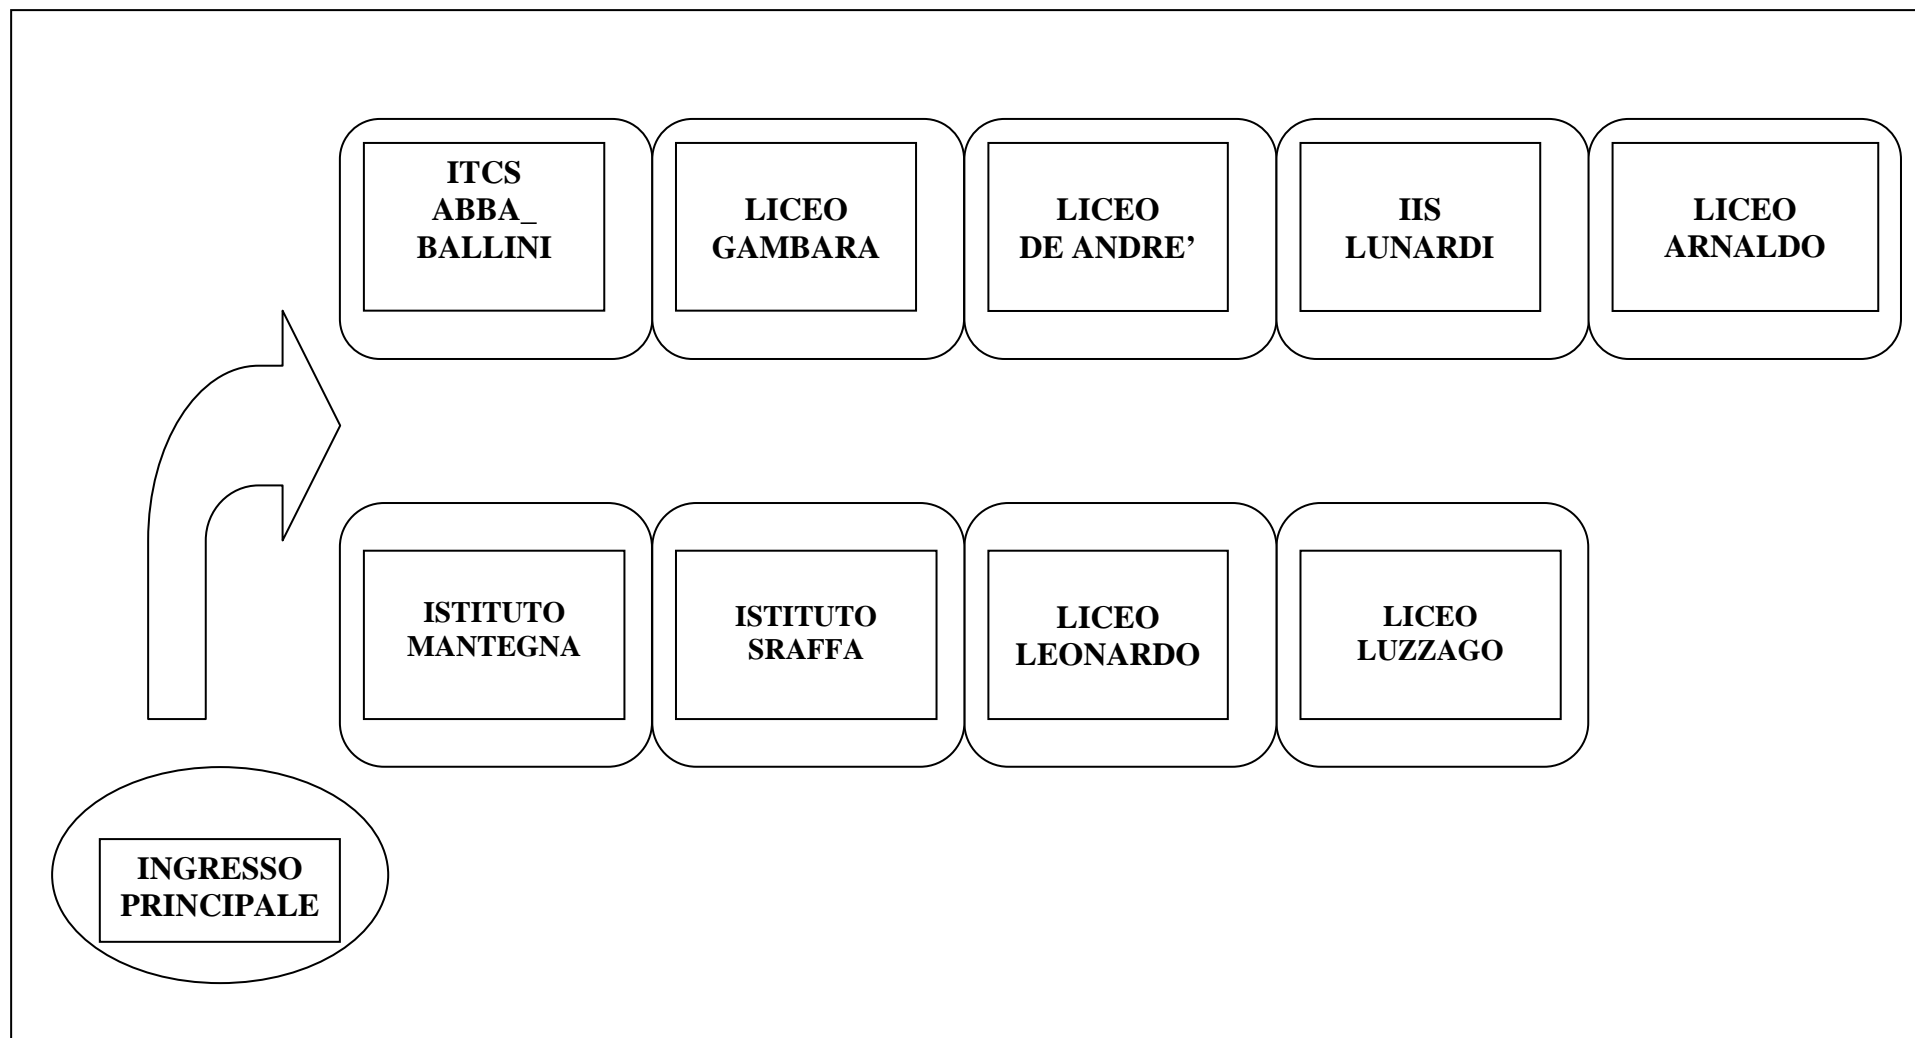 ITCS
ABBA_
BALLINI
LICEO
GAMBARA
LICEO
DE ANDRE’
IIS
LUNARDI
LICEO
ARNALDO
ISTITUTO
MANTEGNA
ISTITUTO
SRAFFA
LICEO
LEONARDO
LICEO
LUZZAGO
INGRESSO
PRINCIPALE